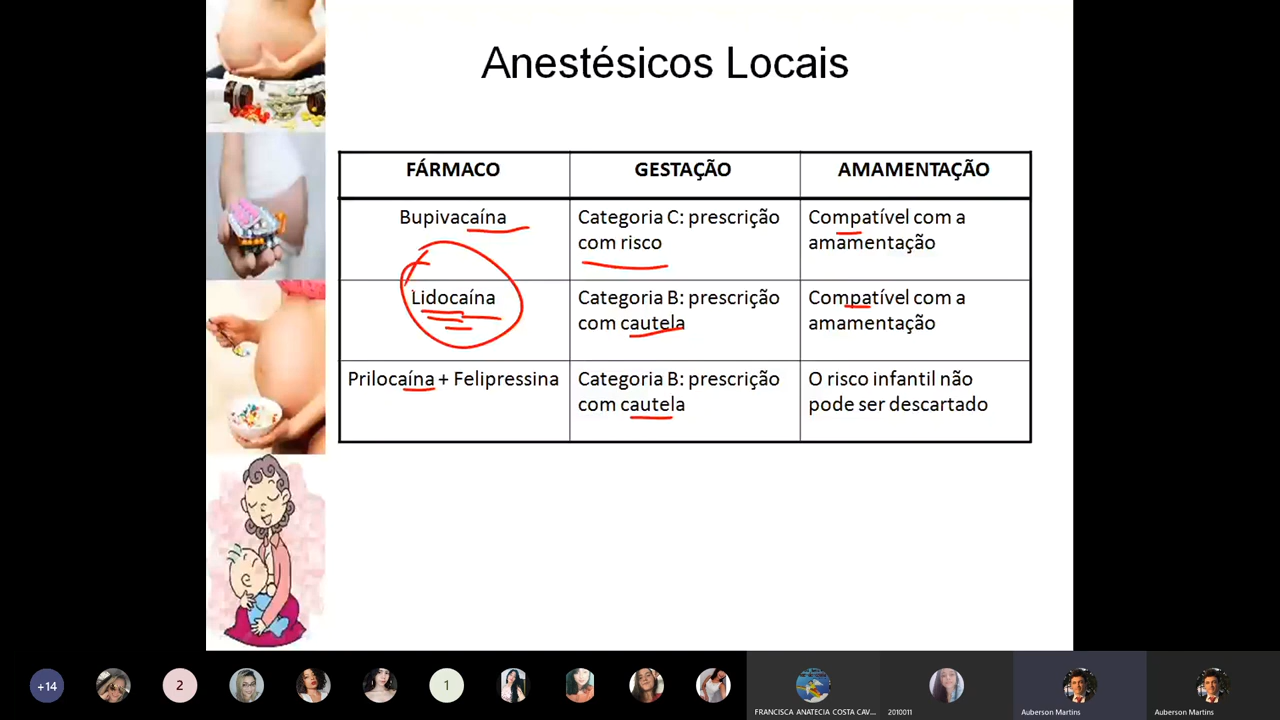 Anestésicos Locais
FÁRMACO GESTAÇÃO AMAMENTAÇÃO
Bupivacaína
Categoria C: prescrição
com risco
Compatível com a
amamentação
Lidocaína
Categoria B: prescrição
com cautela
Compatível com a
amamentação
Prilocaína + Felipressina
Categoria B: prescrição
com cautela
O risco infantil não
pode ser descartado
+14
2
1
FRANCISCA ANATECIA COSTA CAV...
2010011
Auberson Martins
Auberson Martins